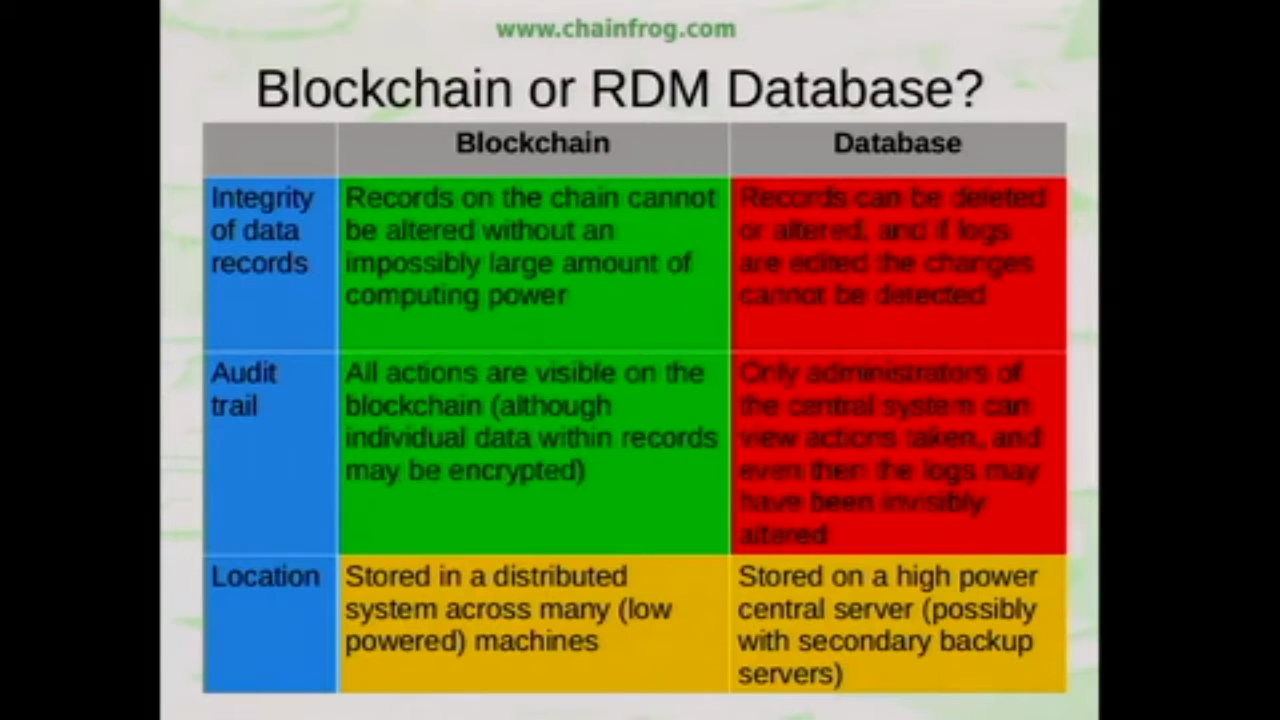 www.chainfrog.com
Blockchain or RDM Database?
Blockchain
Database
Integrity
of data
records
Records on the chain cannot
be altered without an
impossibly large amount of
computing power
Records can be deleted
or altered, and if logs
are edited the changes
cannot be detected
Audit
trail
All actions are visible on the
blockchain (although
individual data within records
may be encrypted)
Only administrators of
the central system can
view actions taken, and
even then the logs may
have been invisibly
altered
Location
Stored in a distributed
system across many (low
powered) machines
Stored on a high power
central server (possibly
with secondary backup
servers)